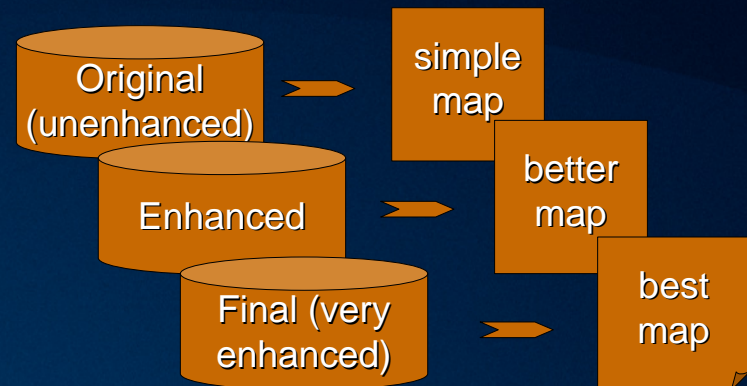 Original
(unenhanced)
simple
map
Enhanced
better
map
Final (very
enhanced)
best
map